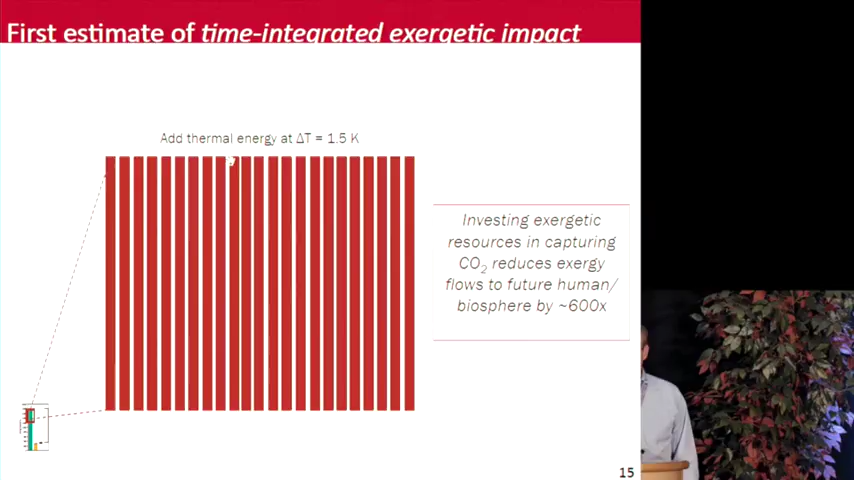 First estimate of time-integrated exergetic impact
Add thermal energy at ΔT = 1.5 K
Investing exergetic
resources in capturing
CO₂ reduces exergy
flows to future human/
biosphere by ~600x
15